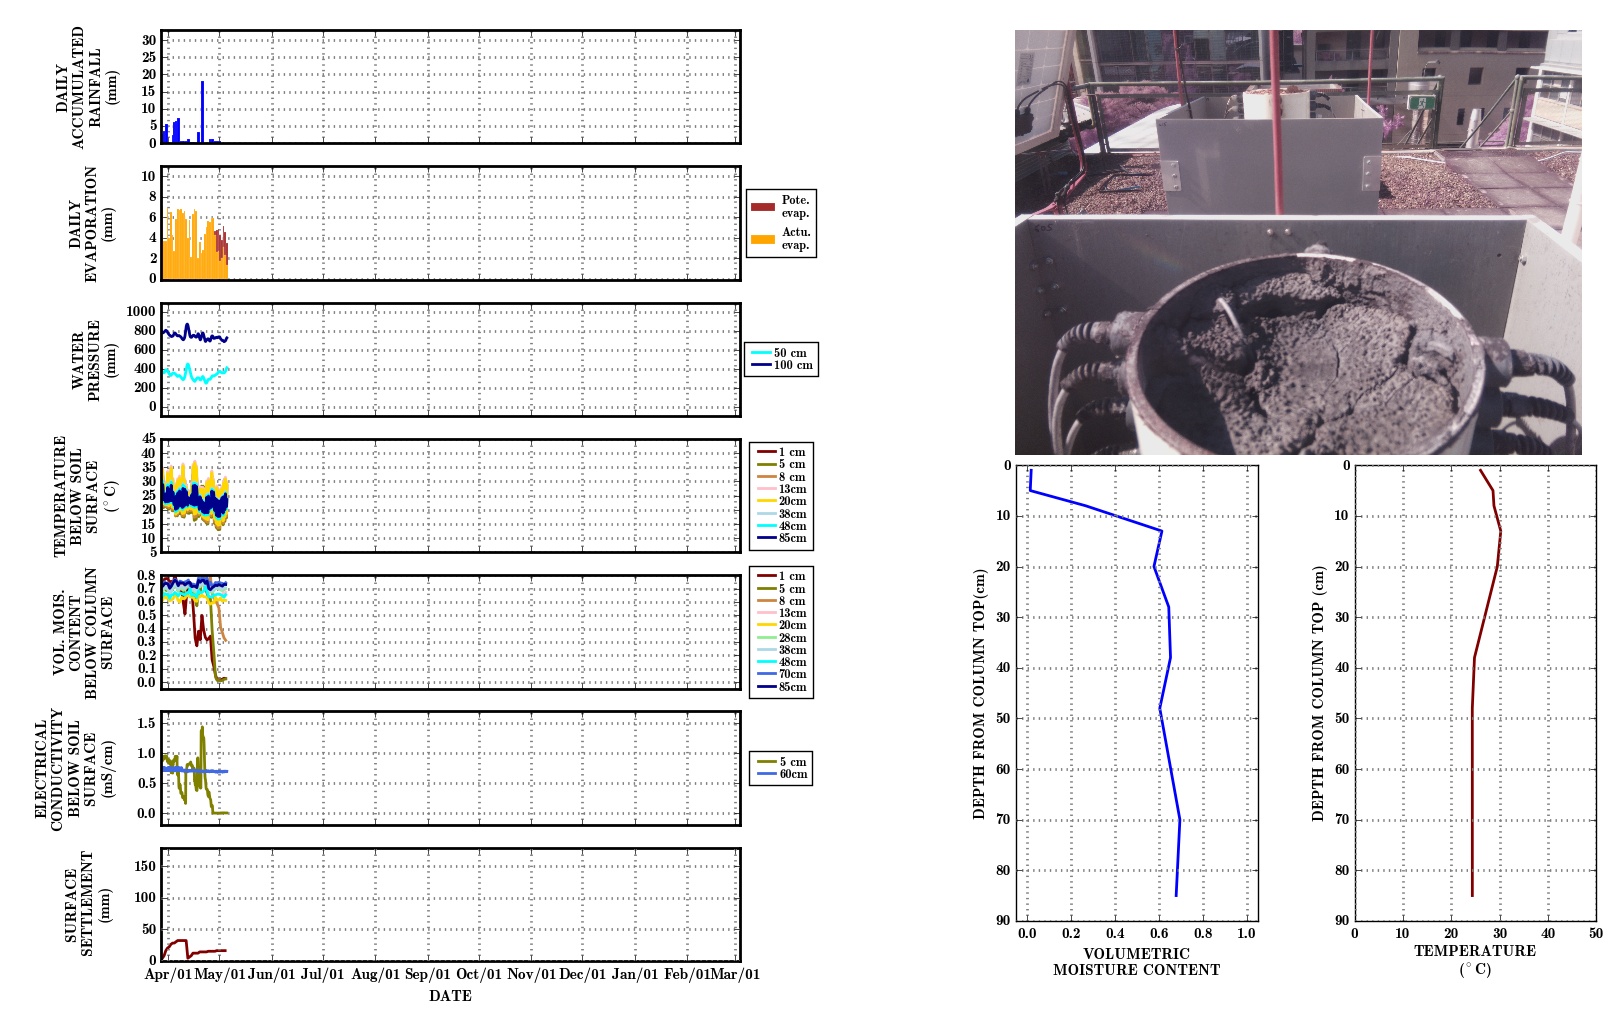 DAILY
ACCUMULATED
RAINFALL
(mm)
30
25
20
15
10
5
0
DAILY
EVAPORATION
(mm)
10
8
6
4
2
0
Pote.
evap.
Actu.
evap.
WATER
PRESSURE
(mm)
1000
800
600
400
200
0
50 cm
100 cm
TEMPERATURE
BELOW SOIL
SURFACE
(°C)
45
40
35
30
25
20
15
10
5
1 cm
5 cm
8 cm
13cm
20cm
38cm
48cm
85cm
VOL. MOIS.
CONTENT
BELOW COLUMN
SURFACE
0.8
0.7
0.6
0.5
0.4
0.3
0.2
0.1
0.0
1 cm
5 cm
8 cm
13cm
20cm
28cm
38cm
48cm
70cm
85cm
ELECTRICAL
CONDUCTIVITY
BELOW SOIL
SURFACE
(mS/cm)
1.5
1.0
0.5
0.0
5 cm
60cm
SURFACE
SETTLEMENT
(mm)
150
100
50
0
Apr/01 May/01 Jun/01 Jul/01 Aug/01 Sep/01 Oct/01 Nov/01 Dec/01 Jan/01 Feb/01 Mar/01
DATE
DEPTH FROM COLUMN TOP(cm)
0
10
20
30
40
50
60
70
80
90
0.0 0.2 0.4 0.6 0.8 1.0
VOLUMETRIC
MOISTURE CONTENT
DEPTH FROM COLUMN TOP (cm)
0
10
20
30
40
50
60
70
80
90
0 10 20 30 40 50
TEMPERATURE
(°C)